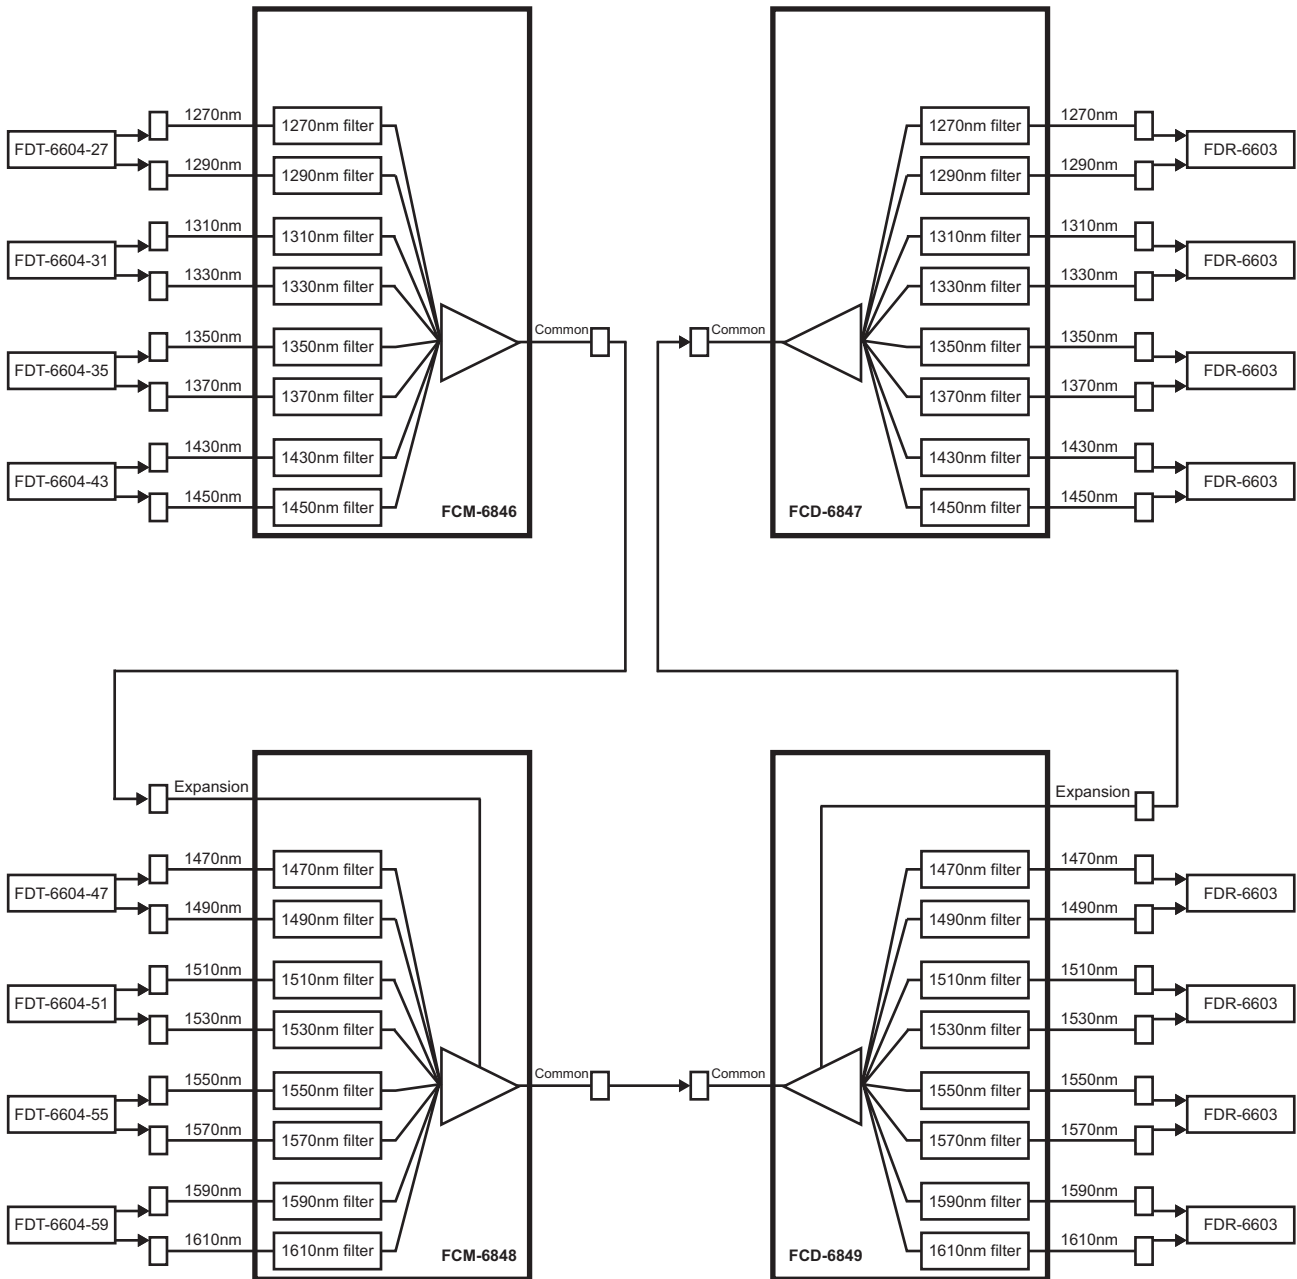 1270nm
1270nm filter
FDT-6604-27
1290nm
1290nm filter
1310nm
1310nm filter
FDT-6604-31
1330nm
1330nm filter
1350nm
1350nm filter
FDT-6604-35
1370nm
1370nm filter
1430nm
1430nm filter
FDT-6604-43
1450nm
1450nm filter
FCM-6846
Common
Common
1270nm filter
1270nm
FDR-6603
1290nm filter
1290nm
1310nm filter
1310nm
FDR-6603
1330nm filter
1330nm
1350nm filter
1350nm
FDR-6603
1370nm filter
1370nm
1430nm filter
1430nm
FDR-6603
1450nm filter
1450nm
FCD-6847
Expansion
1470nm
1470nm filter
FDT-6604-47
1490nm
1490nm filter
1510nm
1510nm filter
FDT-6604-51
1530nm
1530nm filter
1550nm
1550nm filter
FDT-6604-55
1570nm
1570nm filter
1590nm
1590nm filter
FDT-6604-59
1610nm
1610nm filter
FCM-6848
Common
Common
Expansion
1470nm filter
1470nm
FDR-6603
1490nm filter
1490nm
1510nm filter
1510nm
FDR-6603
1530nm filter
1530nm
1550nm filter
1550nm
FDR-6603
1570nm filter
1570nm
1590nm filter
1590nm
FDR-6603
1610nm filter
1610nm
FCD-6849